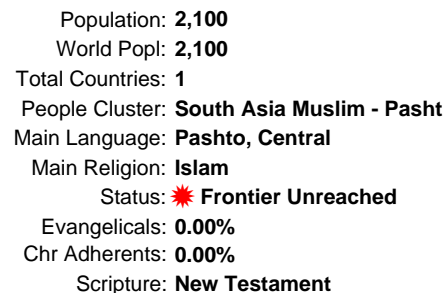 Population: 2,100
World Popl: 2,100
Total Countries: 1
People Cluster: South Asia Muslim - Pasht
Main Language: Pashto, Central
Main Religion: Islam
Status: Frontier Unreached
Evangelicals: 0.00%
Chr Adherents: 0.00%
Scripture: New Testament